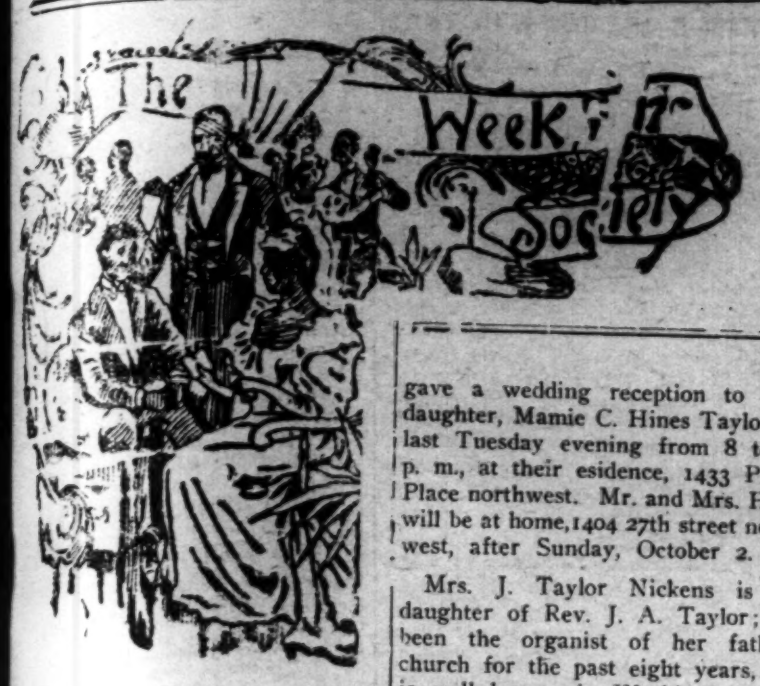 The
Week in
Society
gave a wedding reception to
daughter, Mamie C. Hines Taylo
last Tuesday evening from 8 t
p. m., at their esidence, 1433 P
Place northwest. Mr. and Mrs. H
will be at home, 1404 27th street no
west, after Sunday, October 2.
Mrs. J. Taylor Nickens is
daughter of Rev. J. A. Taylor;
been the organist of her fath
church for the past eight years,